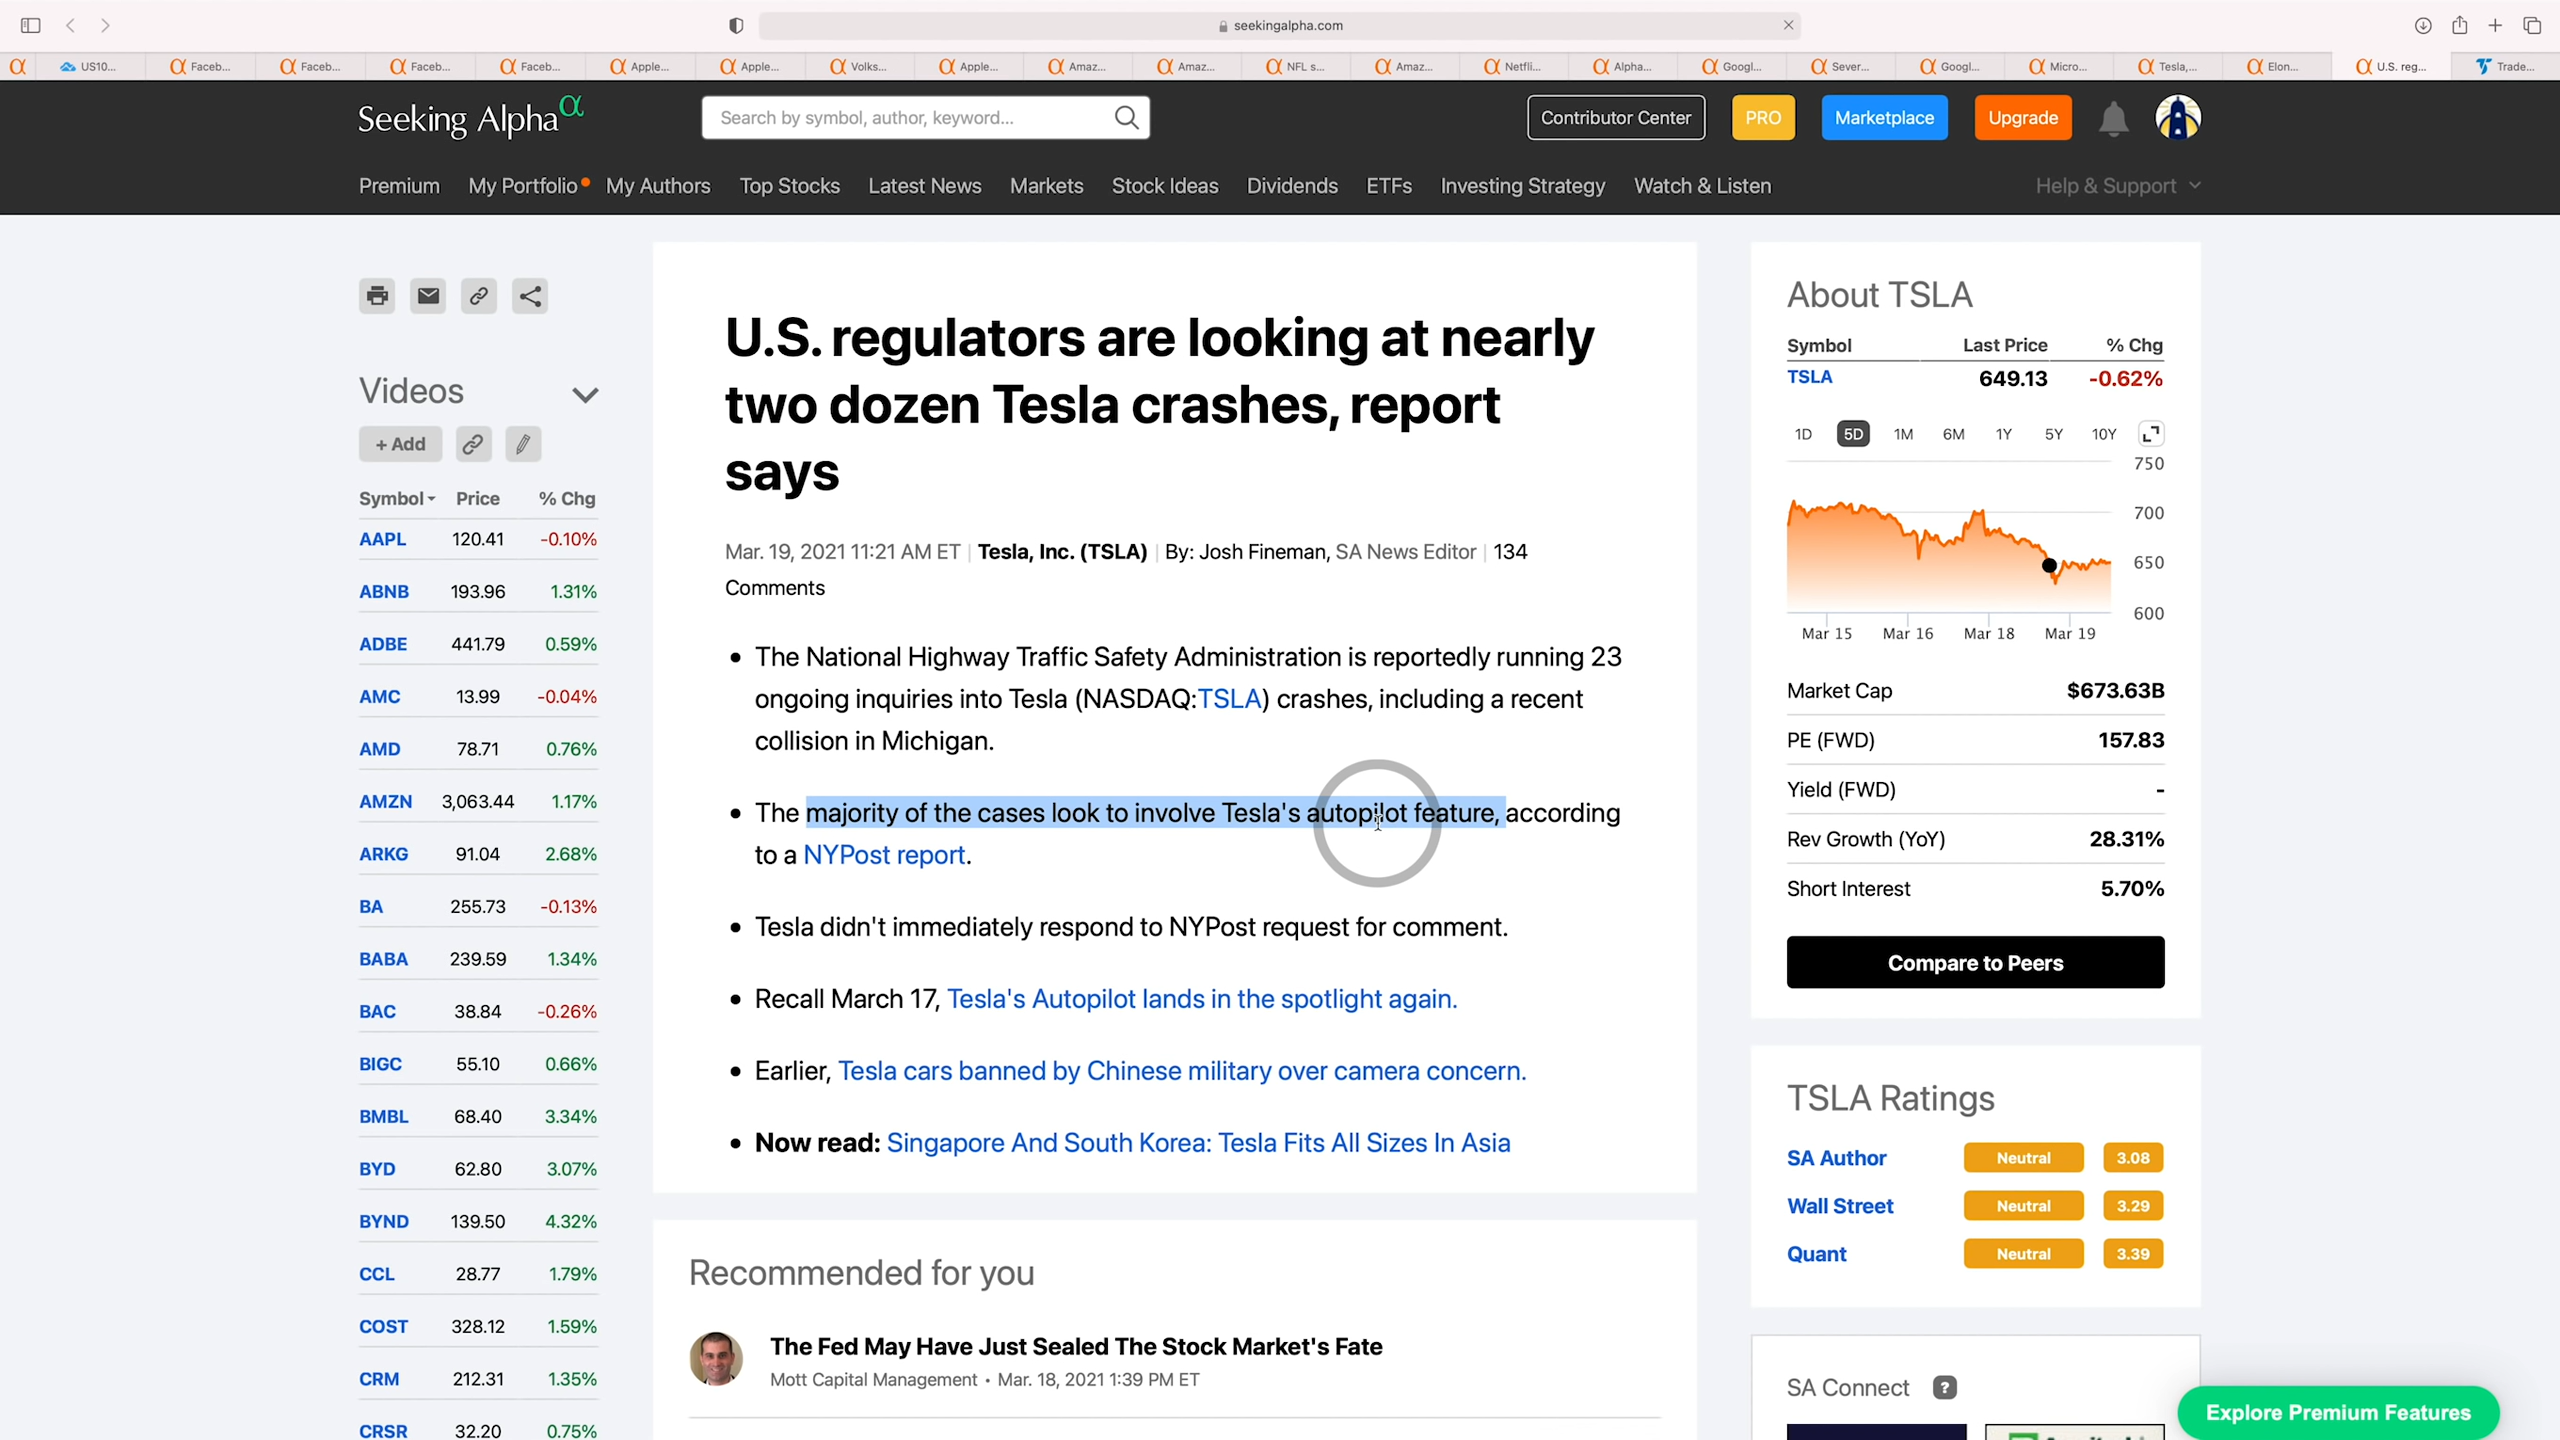 seekingalpha.com
US10...
Faceb...
Faceb...
Faceb...
Faceb...
Apple...
Apple...
Volks...
Apple...
Amaz...
Amaz...
NFL s...
Amaz...
Netfli...
Alpha...
Googl...
Sever...
Googl...
Micro...
Tesla,...
Elon...
U.S. reg...
Trade...
Seeking Alpha α
Search by symbol, author, keyword...
Contributor Center
PRO
Marketplace
Upgrade
Premium My Portfolio My Authors Top Stocks Latest News Markets Stock Ideas Dividends ETFs Investing Strategy Watch & Listen Help & Support
Videos
+ Add
Symbol Price % Chg
AAPL 120.41 -0.10%
ABNB 193.96 1.31%
ADBE 441.79 0.59%
AMC 13.99 -0.04%
AMD 78.71 0.76%
AMZN 3,063.44 1.17%
ARKG 91.04 2.68%
BA 255.73 -0.13%
BABA 239.59 1.34%
BAC 38.84 -0.26%
BIGC 55.10 0.66%
BMBL 68.40 3.34%
BYD 62.80 3.07%
BYND 139.50 4.32%
CCL 28.77 1.79%
COST 328.12 1.59%
CRM 212.31 1.35%
CRSR 32.20 0.75%
U.S. regulators are looking at nearly
two dozen Tesla crashes, report
says
Mar. 19, 2021 11:21 AM ET | Tesla, Inc. (TSLA) | By: Josh Fineman, SA News Editor | 134
Comments
• The National Highway Traffic Safety Administration is reportedly running 23
ongoing inquiries into Tesla (NASDAQ:TSLA) crashes, including a recent
collision in Michigan.
• The majority of the cases look to involve Tesla's autopilot feature, according
to a NYPost report.
• Tesla didn't immediately respond to NYPost request for comment.
• Recall March 17, Tesla's Autopilot lands in the spotlight again.
• Earlier, Tesla cars banned by Chinese military over camera concern.
• Now read: Singapore And South Korea: Tesla Fits All Sizes In Asia
Recommended for you
The Fed May Have Just Sealed The Stock Market's Fate
Mott Capital Management • Mar. 18, 2021 1:39 PM ET
About TSLA
Symbol Last Price % Chg
TSLA 649.13 -0.62%
1D 5D 1M 6M 1Y 5Y 10Y
750
700
650
600
Mar 15 Mar 16 Mar 18 Mar 19
Market Cap $673.63B
PE (FWD) 157.83
Yield (FWD) -
Rev Growth (YoY) 28.31%
Short Interest 5.70%
Compare to Peers
TSLA Ratings
SA Author Neutral 3.08
Wall Street Neutral 3.29
Quant Neutral 3.39
SA Connect ?
Explore Premium Features